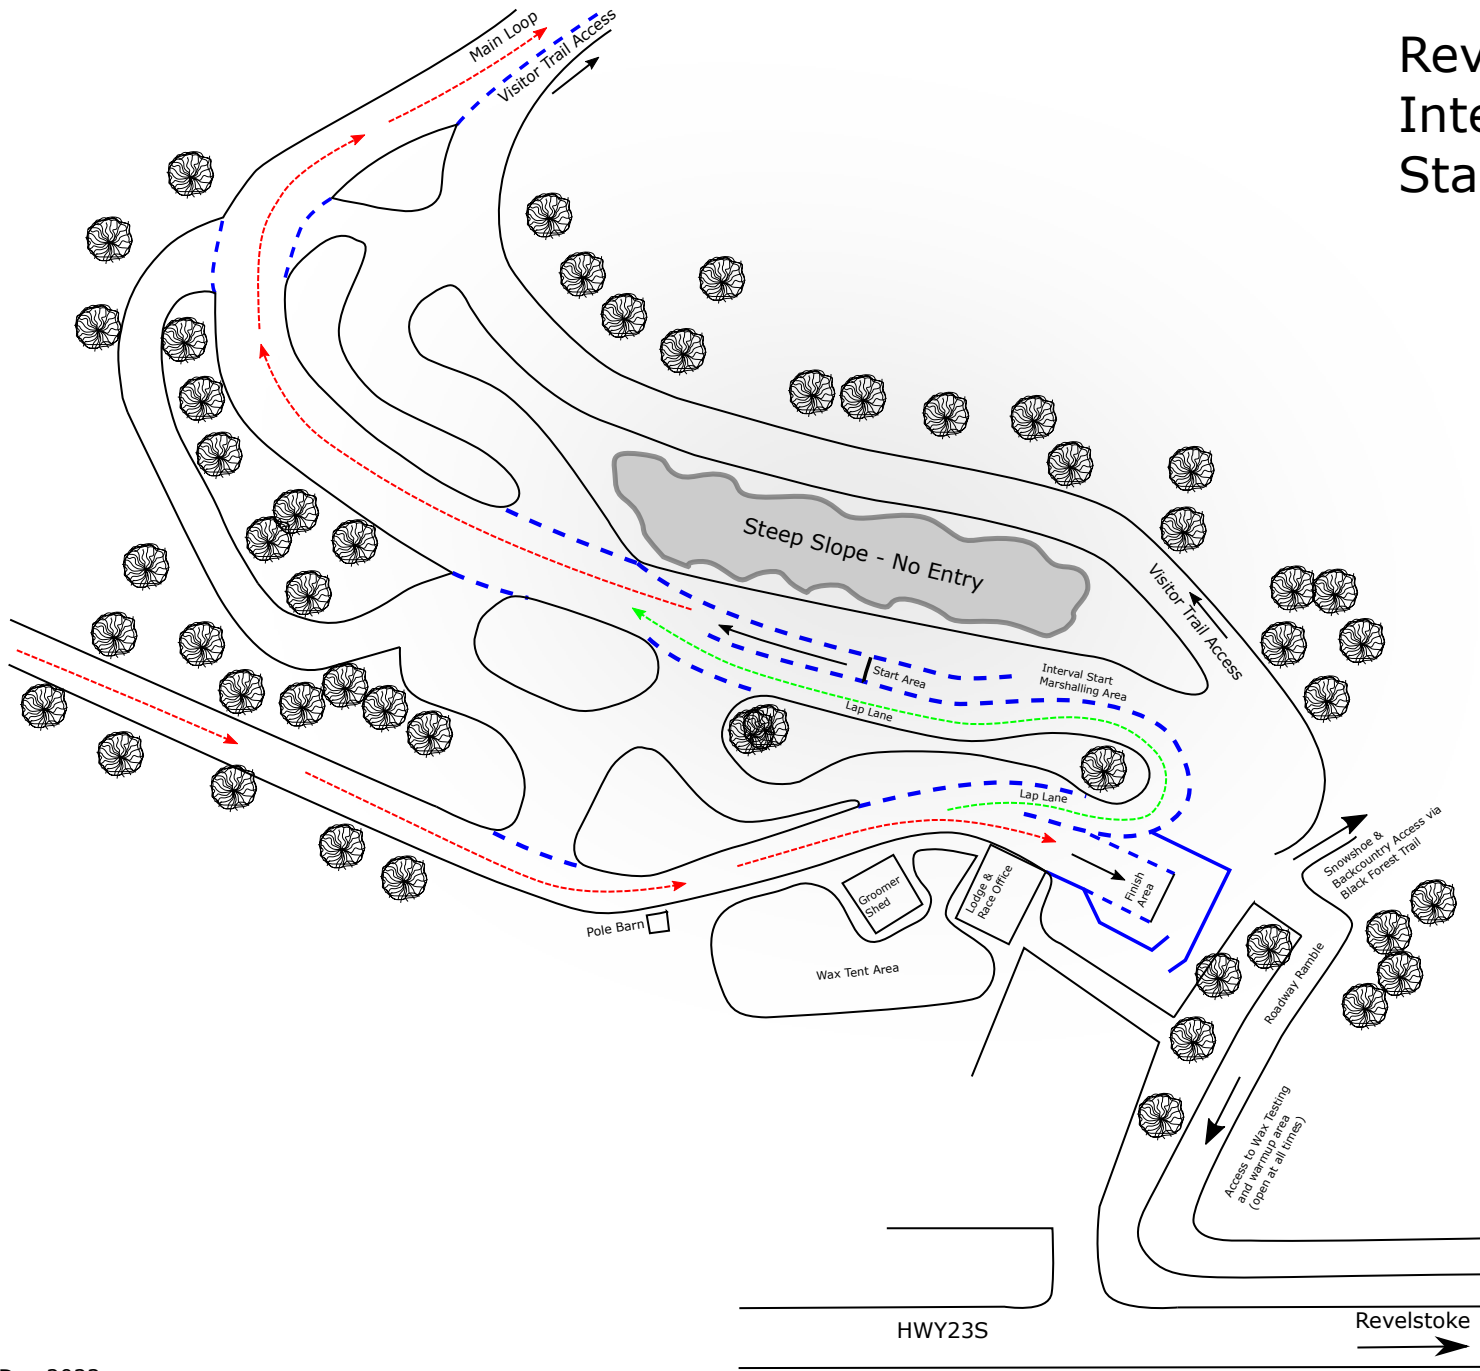 Main Loop
Visitor Trail Access
Rev
Inte
Sta
Steep Slope - No Entry
Visitor Trail Access
Interval Start
Marshalling Area
Start Area
Lap Lane
Lap Lane
Snowshoe &
Backcountry Access via
Black Forest Trail
Finish
Area
Lodge &
Race Office
Groomer
Shed
Pole Barn
Wax Tent Area
Roadway Ramble
Access to Wax Testing
and warmup area
(open at all times)
HWY23S
Revelstoke